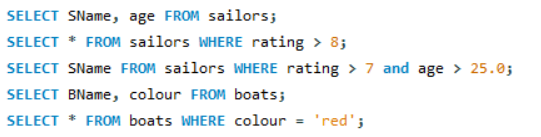 SELECT SName, age FROM sailors;
SELECT * FROM sailors WHERE rating > 8;
SELECT SName FROM sailors WHERE rating > 7 and age > 25.0;
SELECT BName, colour FROM boats;
SELECT * FROM boats WHERE colour = 'red';